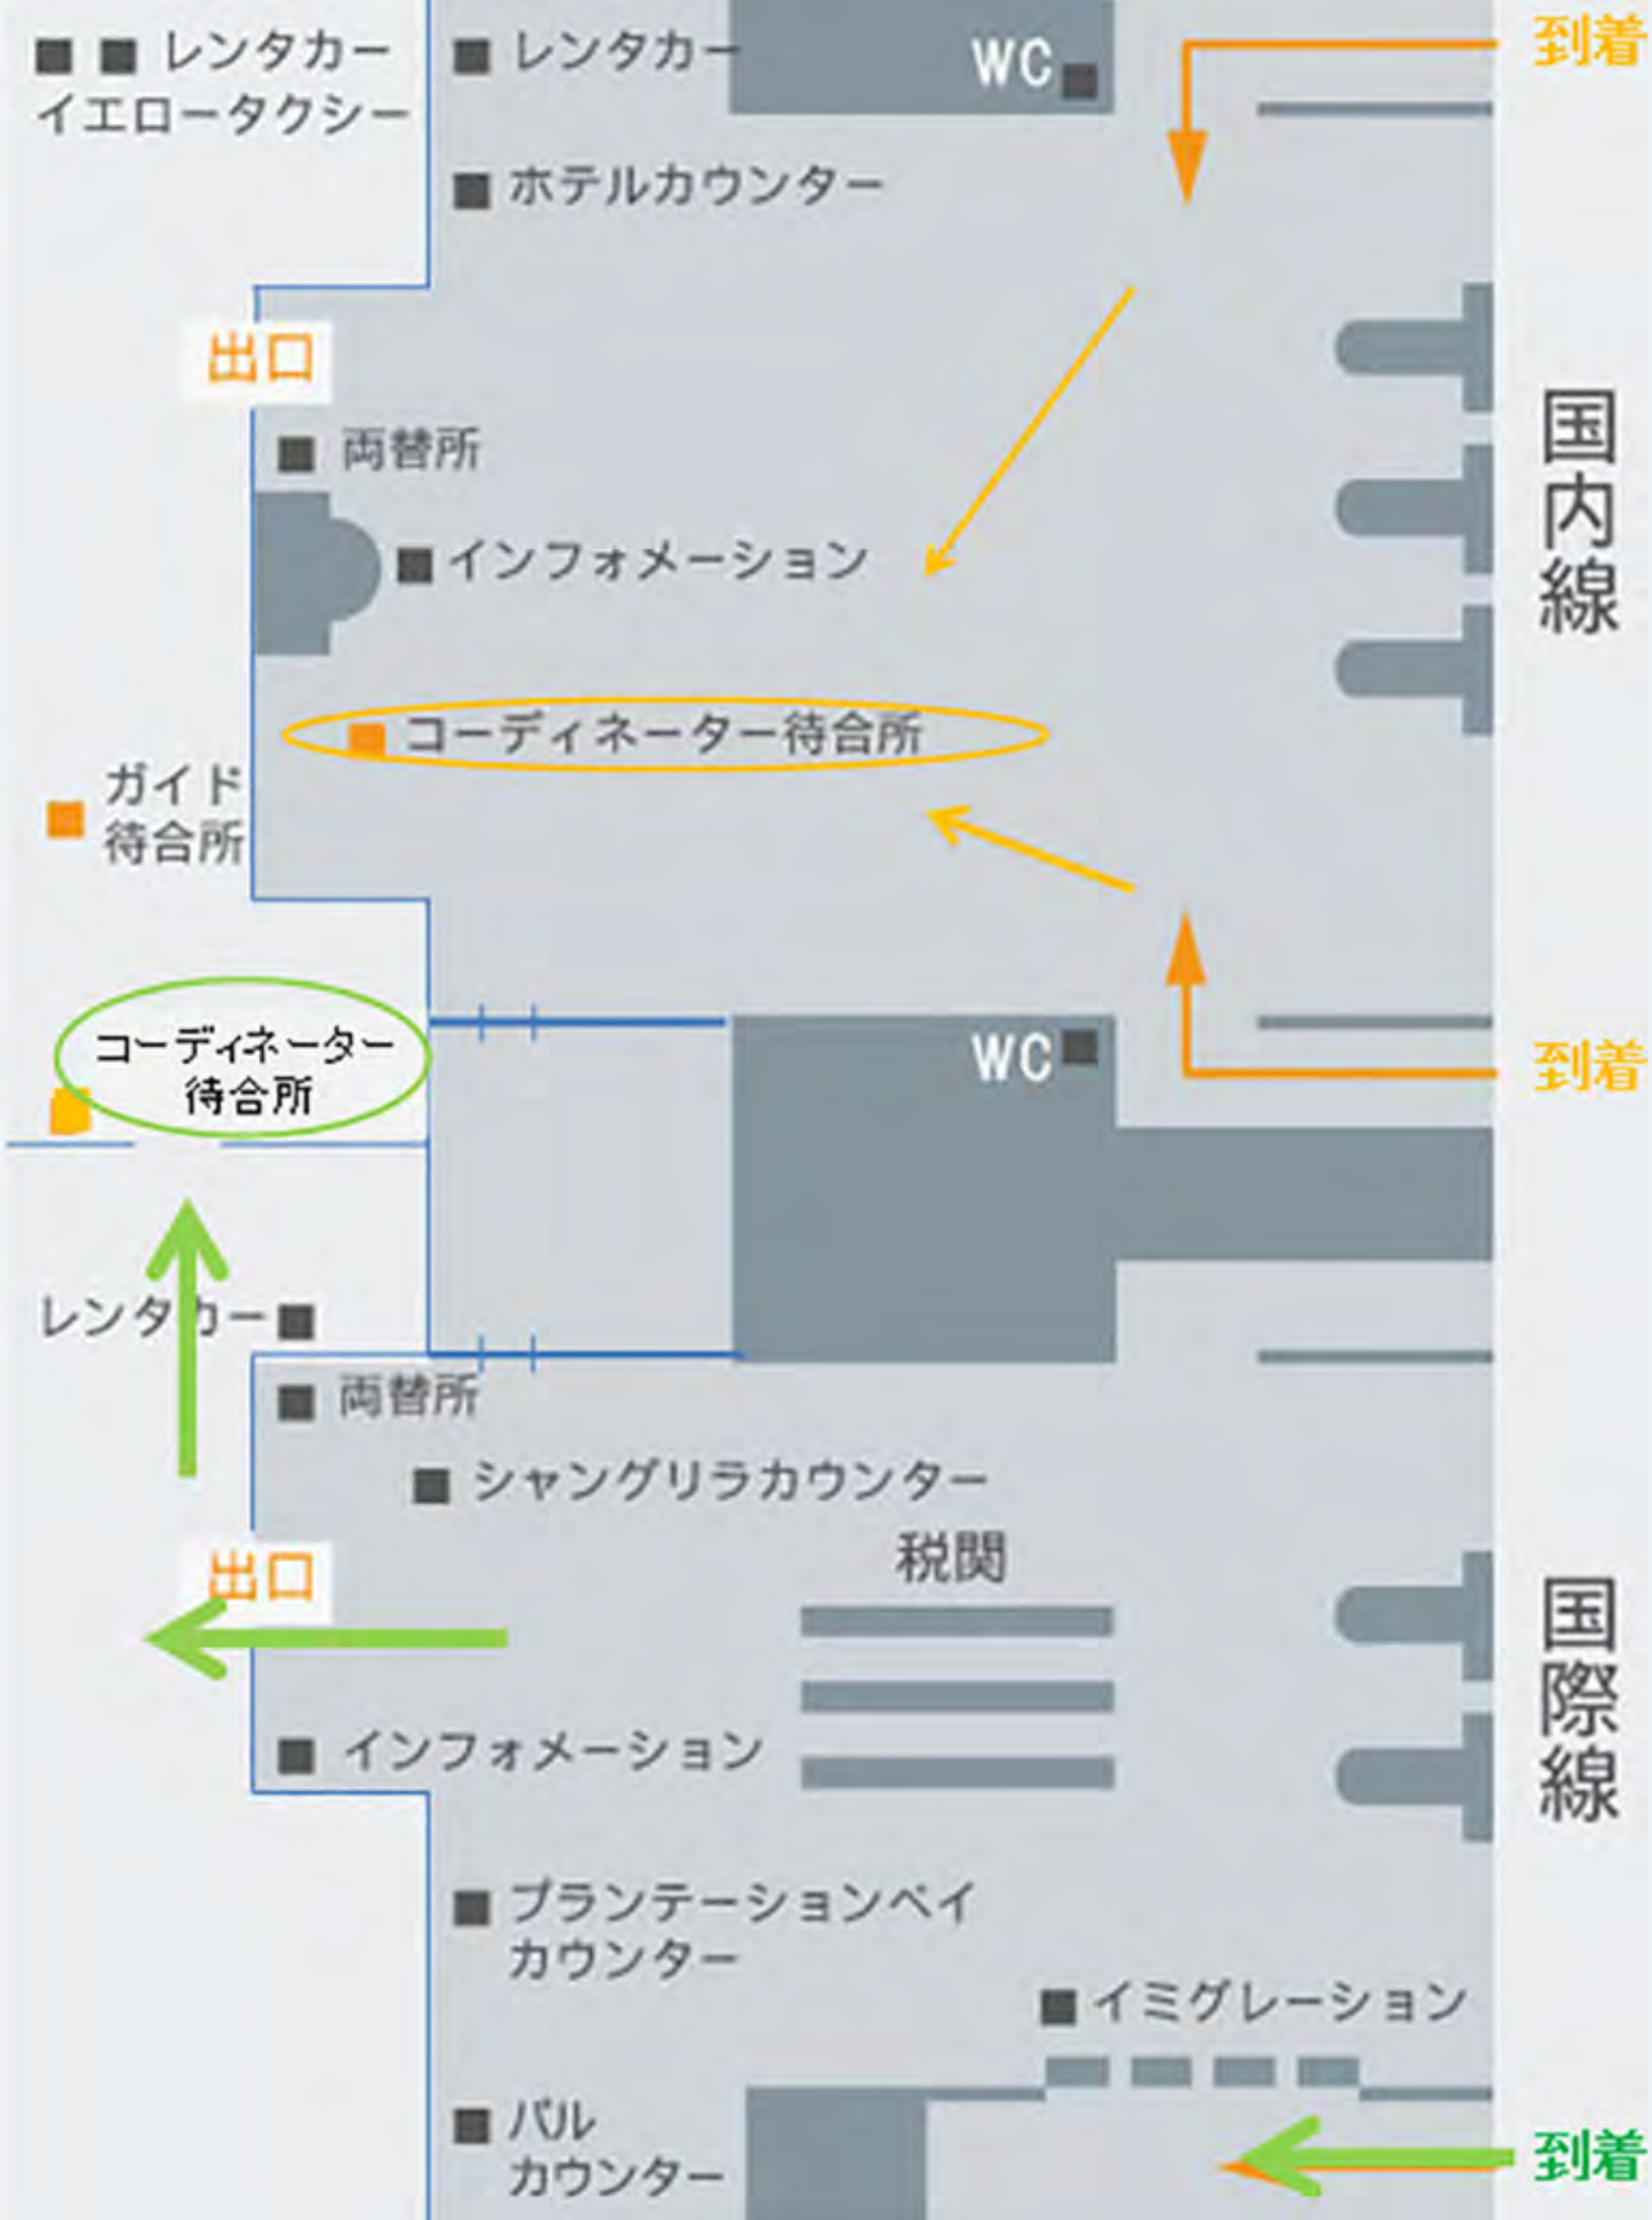 到着
レンタカー
イエロータクシー
レンタカー
WC
ホテルカウンター
出口
両替所
インフォメーション
国内線
コーディネーター待合所
ガイド
待合所
コーディネーター
待合所
WC
到着
レンタカー
両替所
シャングリラカウンター
税関
出口
国際線
インフォメーション
プランテーションベイ
カウンター
イミグレーション
パル
カウンター
到着